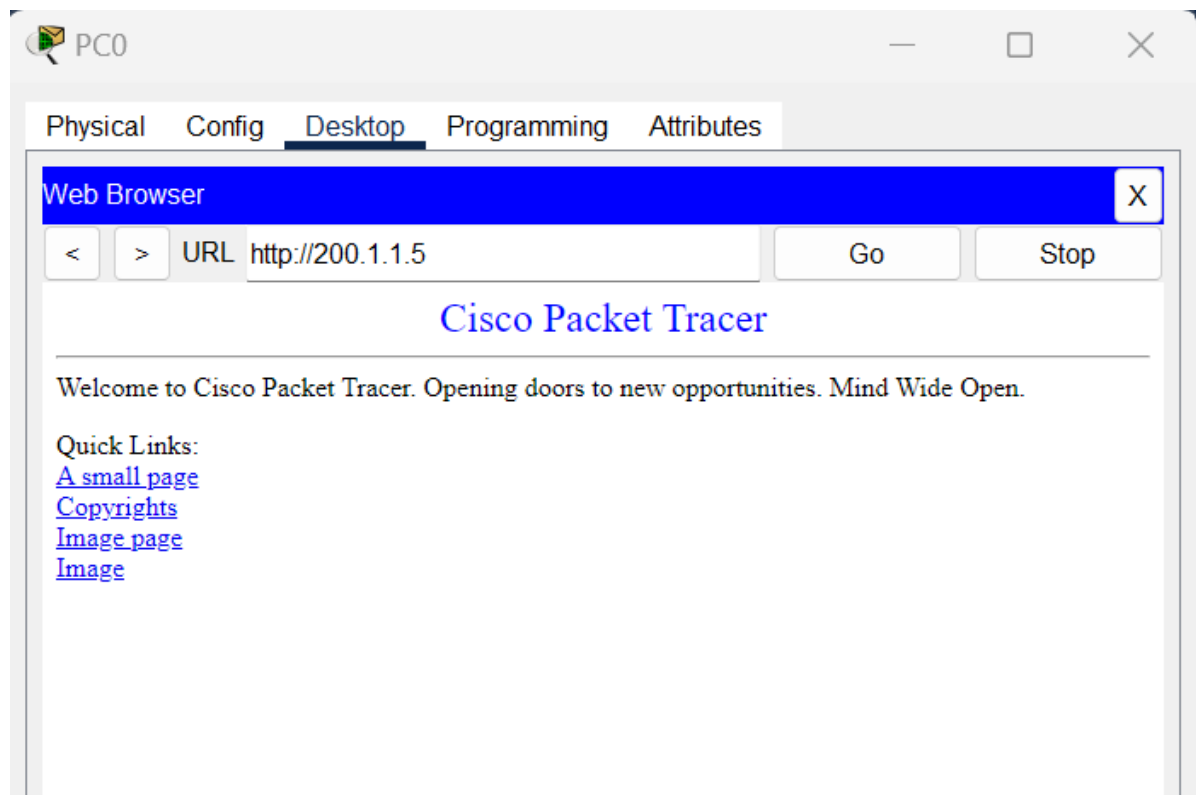 PC0
Physical Config Desktop Programming Attributes
Web Browser X
< > URL http://200.1.1.5 Go Stop
Cisco Packet Tracer
Welcome to Cisco Packet Tracer. Opening doors to new opportunities. Mind Wide Open.
Quick Links:
A small page
Copyrights
Image page
Image